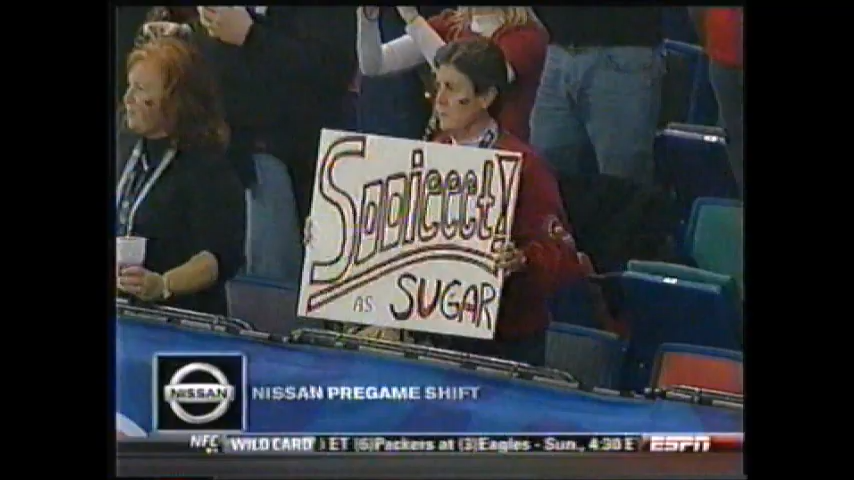 Sooieeeet!
AS SUGAR
NISSAN
NISSAN PREGAME SHIFT
NFC WILD CARD ET (6)Packers at (3)Eagles - Sun., 4:30 E ESPN